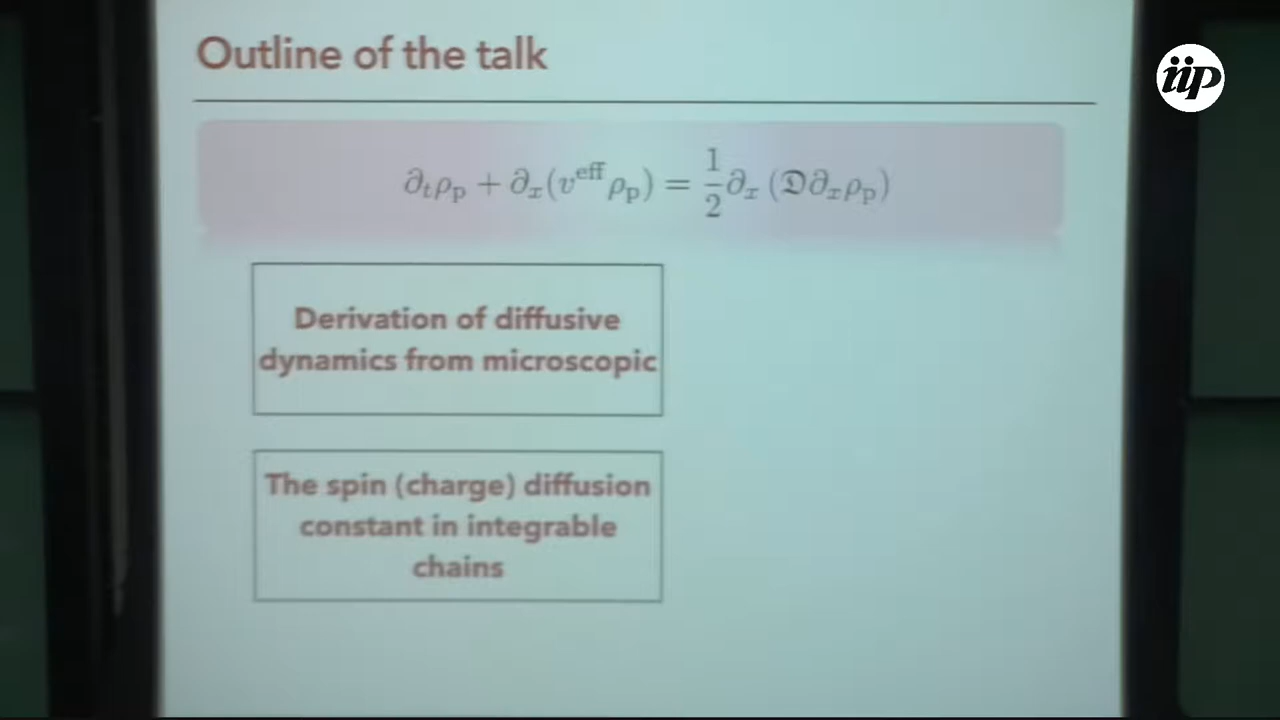 Outline of the talk
iip
∂ₜρₚ + ∂ₓ(v^eff ρₚ) = 1/2 ∂ₓ (𝔇∂ₓρₚ)
Derivation of diffusive
dynamics from microscopic
The spin (charge) diffusion
constant in integrable
chains